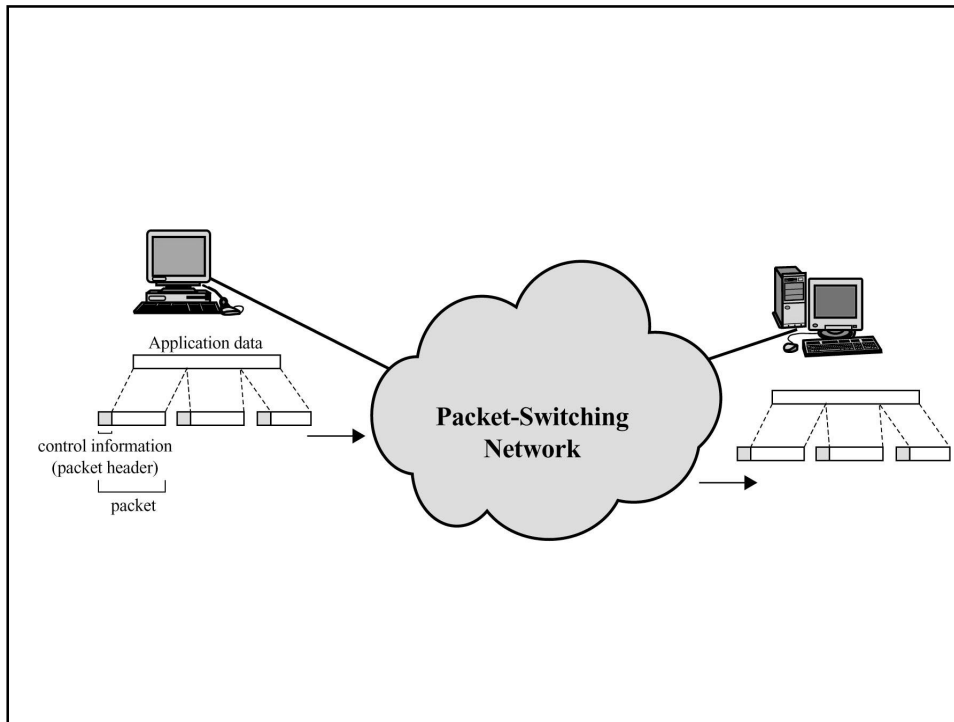 Application data
control information
(packet header)
packet
Packet-Switching
Network